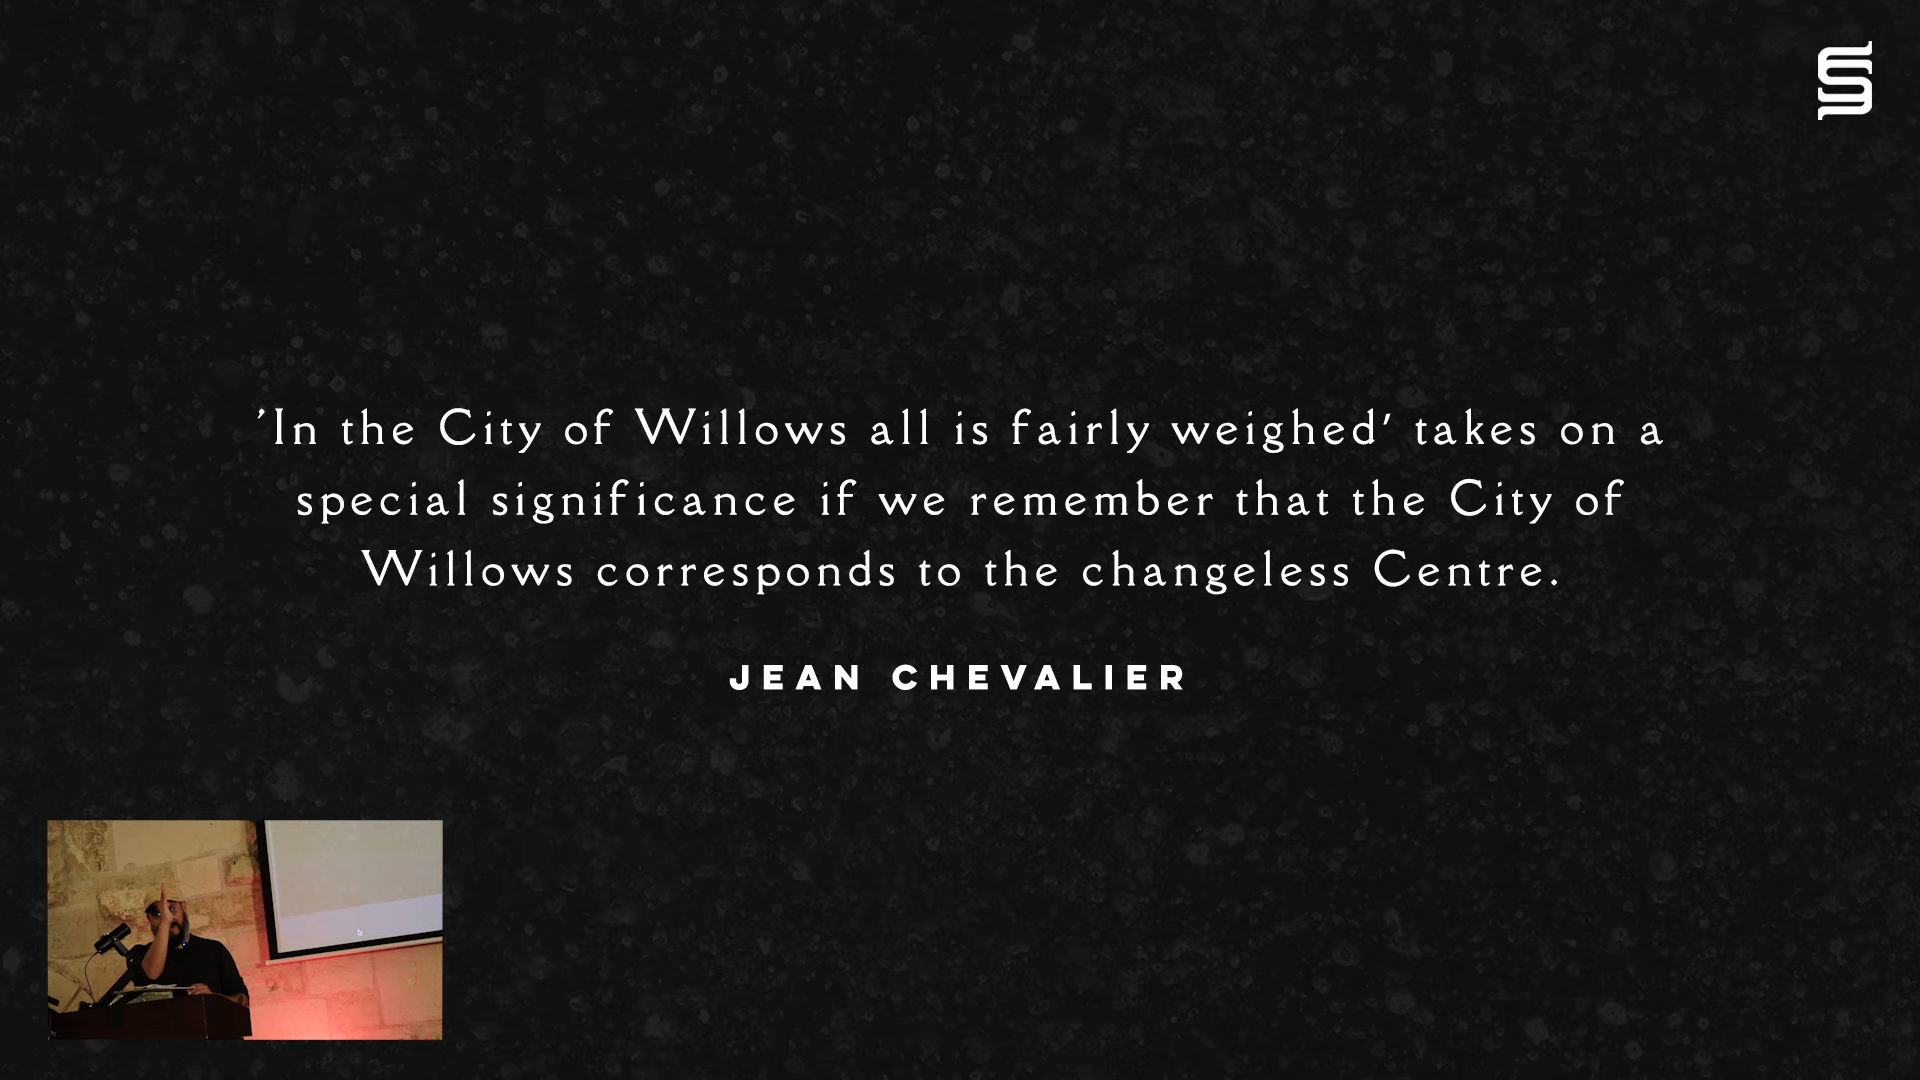 'In the City of Willows all is fairly weighed' takes on a
special significance if we remember that the City of
Willows corresponds to the changeless Centre.
JEAN CHEVALIER